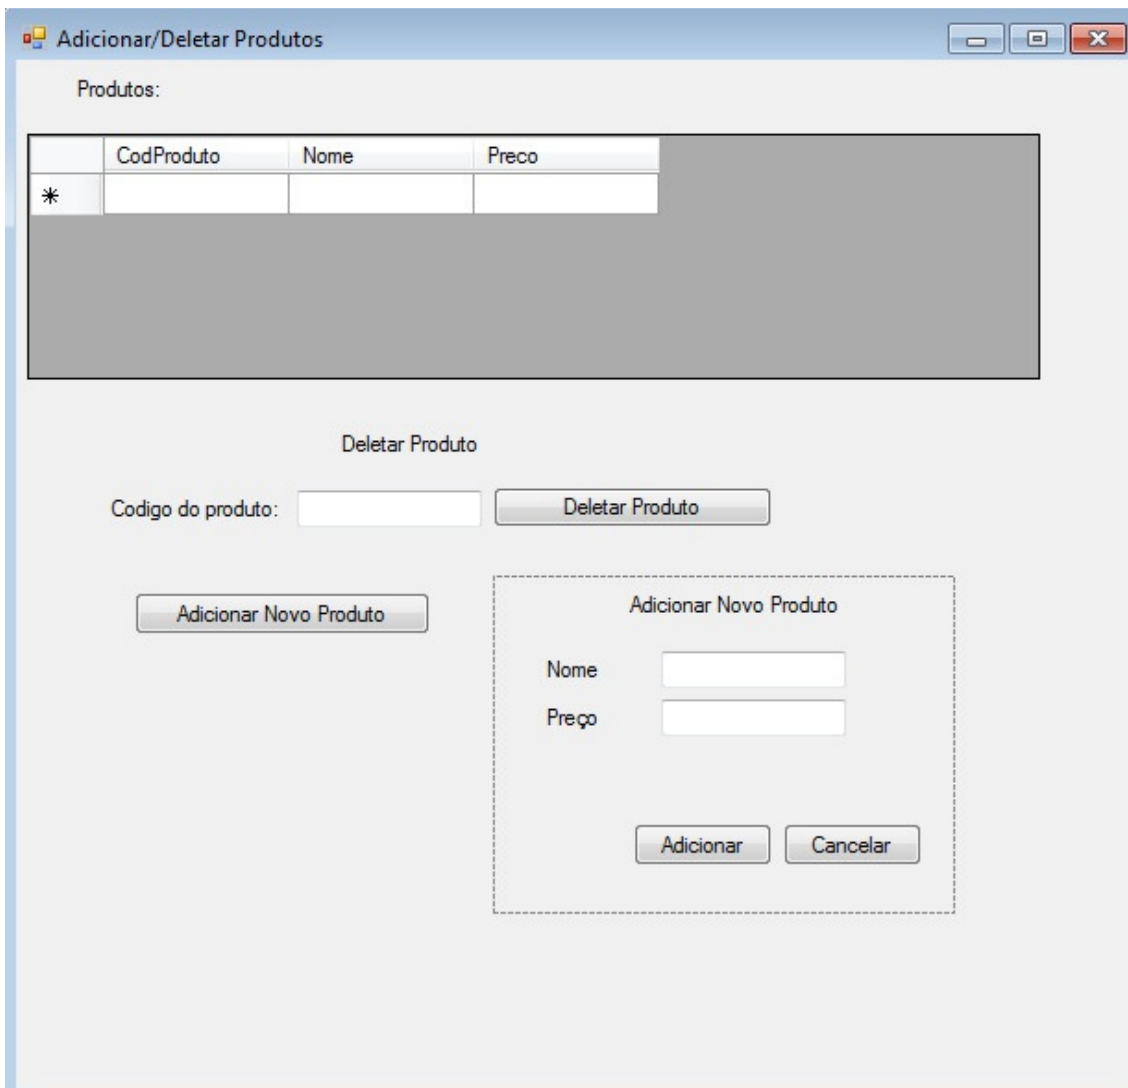 Adicionar/Deletar Produtos
Produtos:
CodProduto Nome Preco
Deletar Produto
Codigo do produto: Deletar Produto
Adicionar Novo Produto
Adicionar Novo Produto
Nome
Preço
Adicionar Cancelar